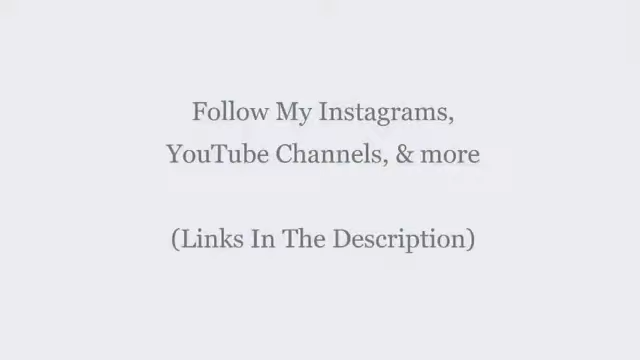 Follow My Instagrams,
YouTube Channels, & more
(Links In The Description)